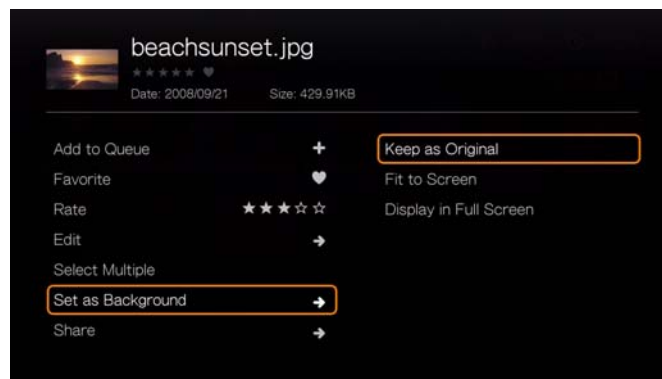 beachsunset.jpg
Date: 2008/09/21 Size: 429.91KB
Add to Queue
Favorite
Rate
Edit
Select Multiple
Set as Background
Share
Keep as Original
Fit to Screen
Display in Full Screen